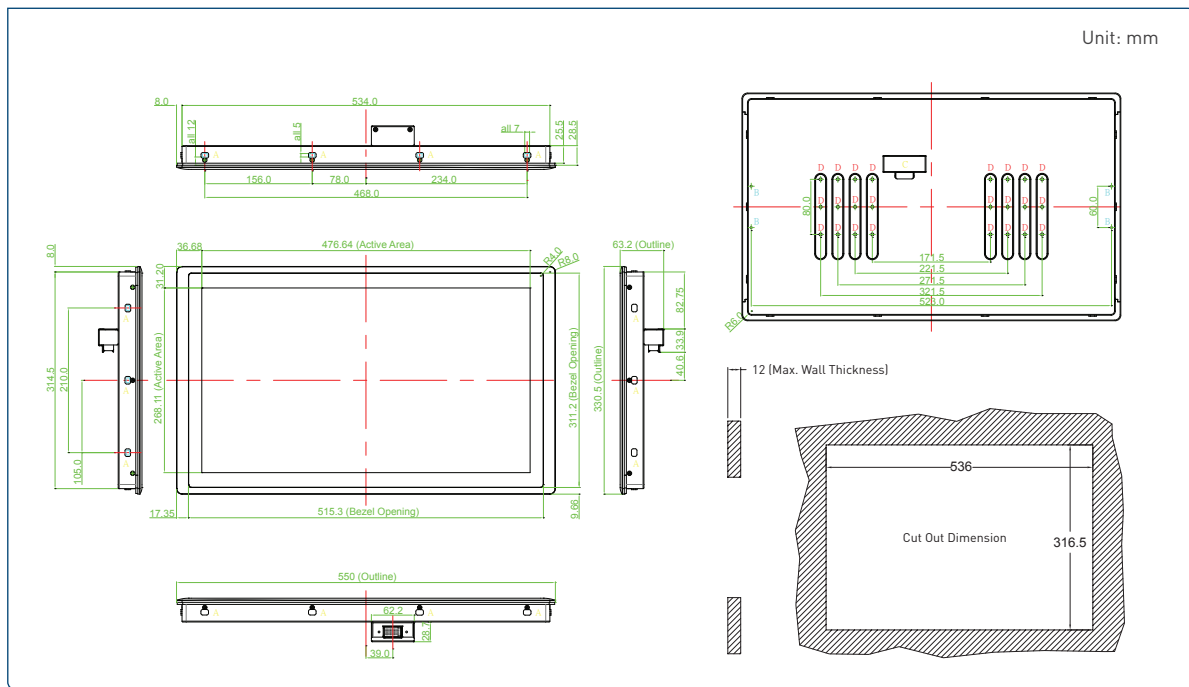 Unit: mm
8.0
534.0
all 12
all 5
all 7
25.5
28.5
A
A
A
A
156.0
78.0
234.0
468.0
D D D D
D D D D
C
B
B
B
B
D D D D
D D D D
D D D D
D D D D
80.0
60.0
171.5
221.5
271.5
321.5
523.0
R6.0
8.0
36.68
476.64 (Active Area)
R4.0
R8.0
63.2 (Outline)
31.20
82.75
33.9
40.6
A
A
A
314.5
210.0
105.0
268.11 (Active Area)
311.2 (Bezel Opening)
330.5 (Outline)
A
A
A
17.35
515.3 (Bezel Opening)
9.66
12 (Max. Wall Thickness)
536
Cut Out Dimension
316.5
550 (Outline)
A
A
A
A
62.2
28.7
39.0